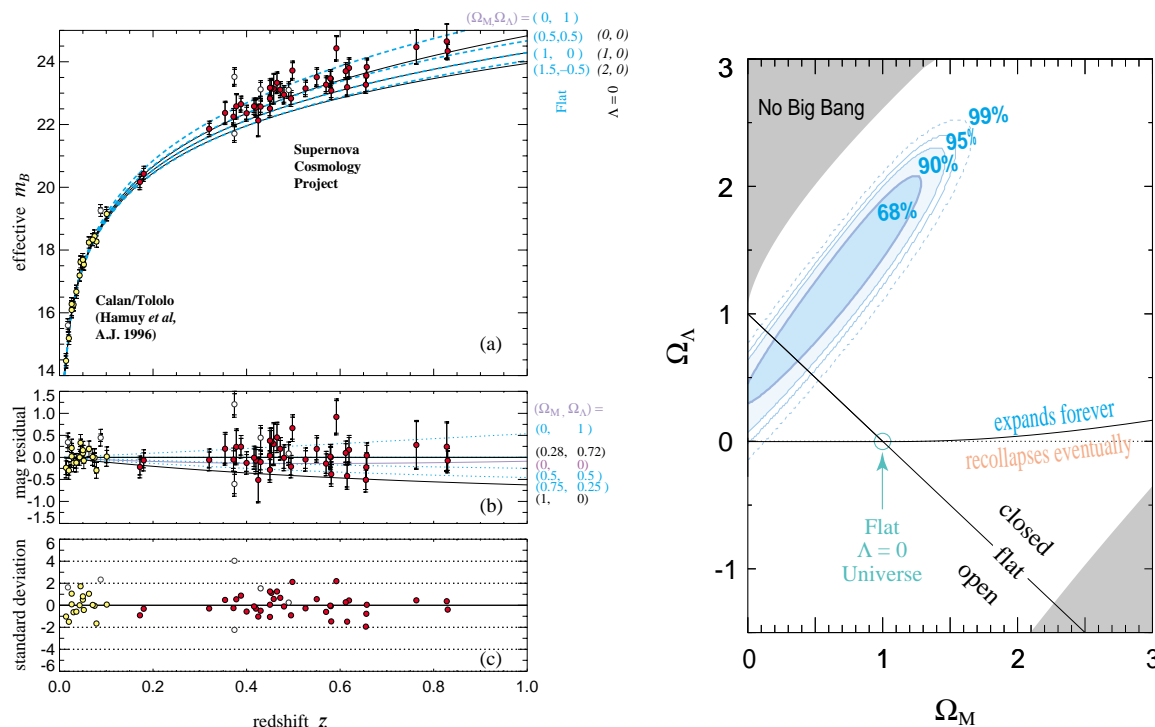 (ΩM,ΩΛ) = ( 0, 1 )
(0.5,0.5) (0, 0)
( 1, 0 ) (1, 0)
(1.5,–0.5) (2, 0)
Flat
Λ = 0
24
22
20
18
16
14
effective mB
Supernova
Cosmology
Project
Calan/Tololo
(Hamuy et al,
A.J. 1996)
(a)
1.5
1.0
0.5
0.0
-0.5
-1.0
-1.5
mag residual
(b)
(ΩM , ΩΛ) =
(0, 1)
(0.28, 0.72)
(0, 0)
(0.5, 0.5 )
(0.75, 0.25 )
(1, 0)
6
4
2
0
-2
-4
-6
standard deviation
(c)
0.0 0.2 0.4 0.6 0.8 1.0
redshift z
3
2
1
0
-1
ΩΛ
No Big Bang
99%
95%
90%
68%
expands forever
recollapses eventually
Flat
Λ = 0
Universe
closed
flat
open
0 1 2 3
ΩM